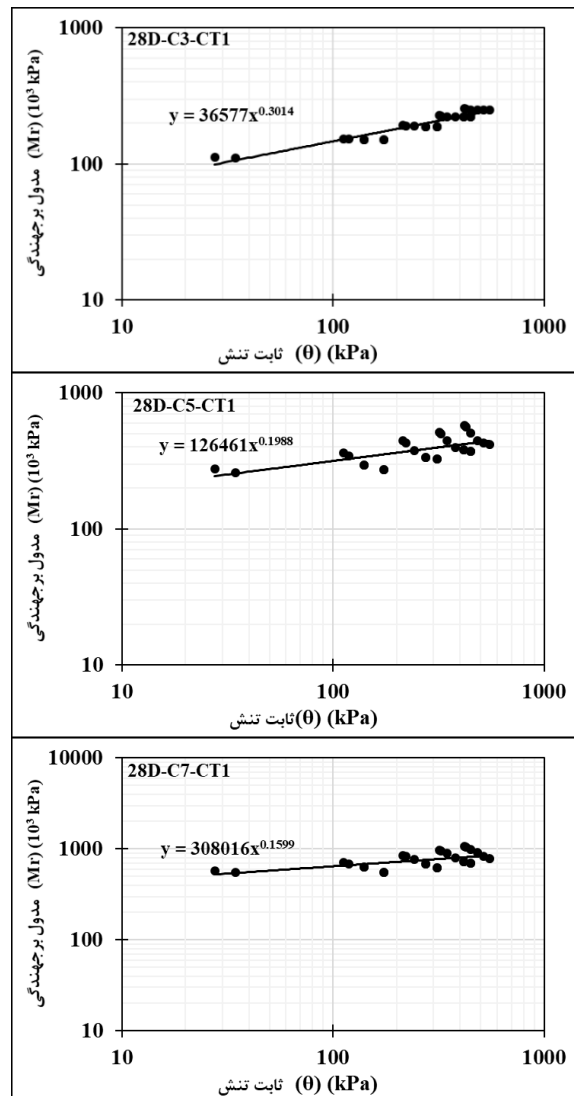 28D-C3-CT1
y = 36577x^0.3014
1000
100
10
مدول برجهندگی (Mr) (10³ kPa)
10
100
1000
ثابت تنش (θ) (kPa)
28D-C5-CT1
y = 126461x^0.1988
1000
100
10
مدول برجهندگی (Mr) (10³ kPa)
10
100
1000
ثابت تنش(θ) (kPa)
28D-C7-CT1
y = 308016x^0.1599
10000
1000
100
10
مدول برجهندگی (Mr) (10³ kPa)
10
100
1000
ثابت تنش (θ) (kPa)